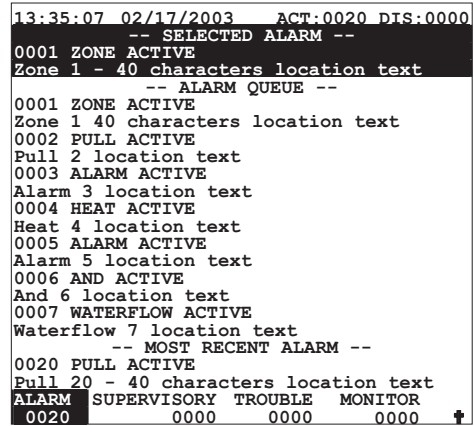 13:35:07 02/17/2003 ACT:0020 DIS:0000
-- SELECTED ALARM --
0001 ZONE ACTIVE
Zone 1 - 40 characters location text
-- ALARM QUEUE --
0001 ZONE ACTIVE
Zone 1 40 characters location text
0002 PULL ACTIVE
Pull 2 location text
0003 ALARM ACTIVE
Alarm 3 location text
0004 HEAT ACTIVE
Heat 4 location text
0005 ALARM ACTIVE
Alarm 5 location text
0006 AND ACTIVE
And 6 location text
0007 WATERFLOW ACTIVE
Waterflow 7 location text
-- MOST RECENT ALARM --
0020 PULL ACTIVE
Pull 20 - 40 characters location text
ALARM SUPERVISORY TROUBLE MONITOR
0020 0000 0000 0000